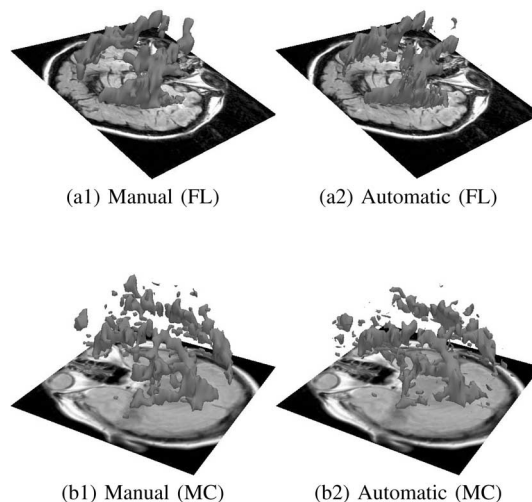 (a1) Manual (FL)
(a2) Automatic (FL)
(b1) Manual (MC)
(b2) Automatic (MC)